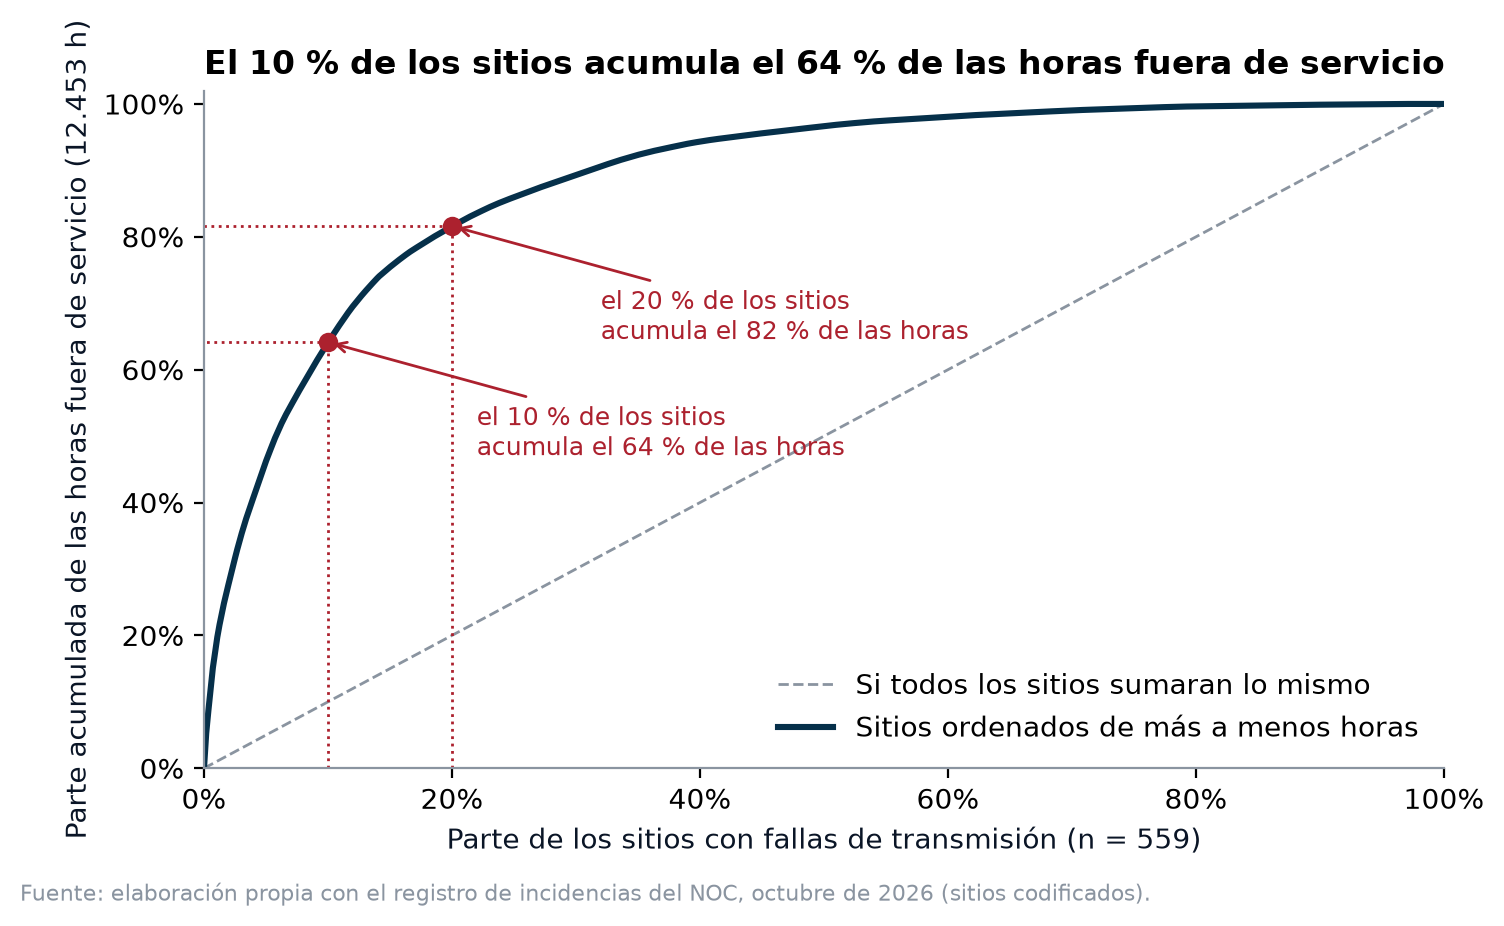 El 10 % de los sitios acumula el 64 % de las horas fuera de servicio
Parte acumulada de las horas fuera de servicio (12.453 h)
100%
80%
60%
40%
20%
0%
el 20 % de los sitios
acumula el 82 % de las horas
el 10 % de los sitios
acumula el 64 % de las horas
Si todos los sitios sumaran lo mismo
Sitios ordenados de más a menos horas
0%
20%
40%
60%
80%
100%
Parte de los sitios con fallas de transmisión (n = 559)
Fuente: elaboración propia con el registro de incidencias del NOC, octubre de 2026 (sitios codificados).